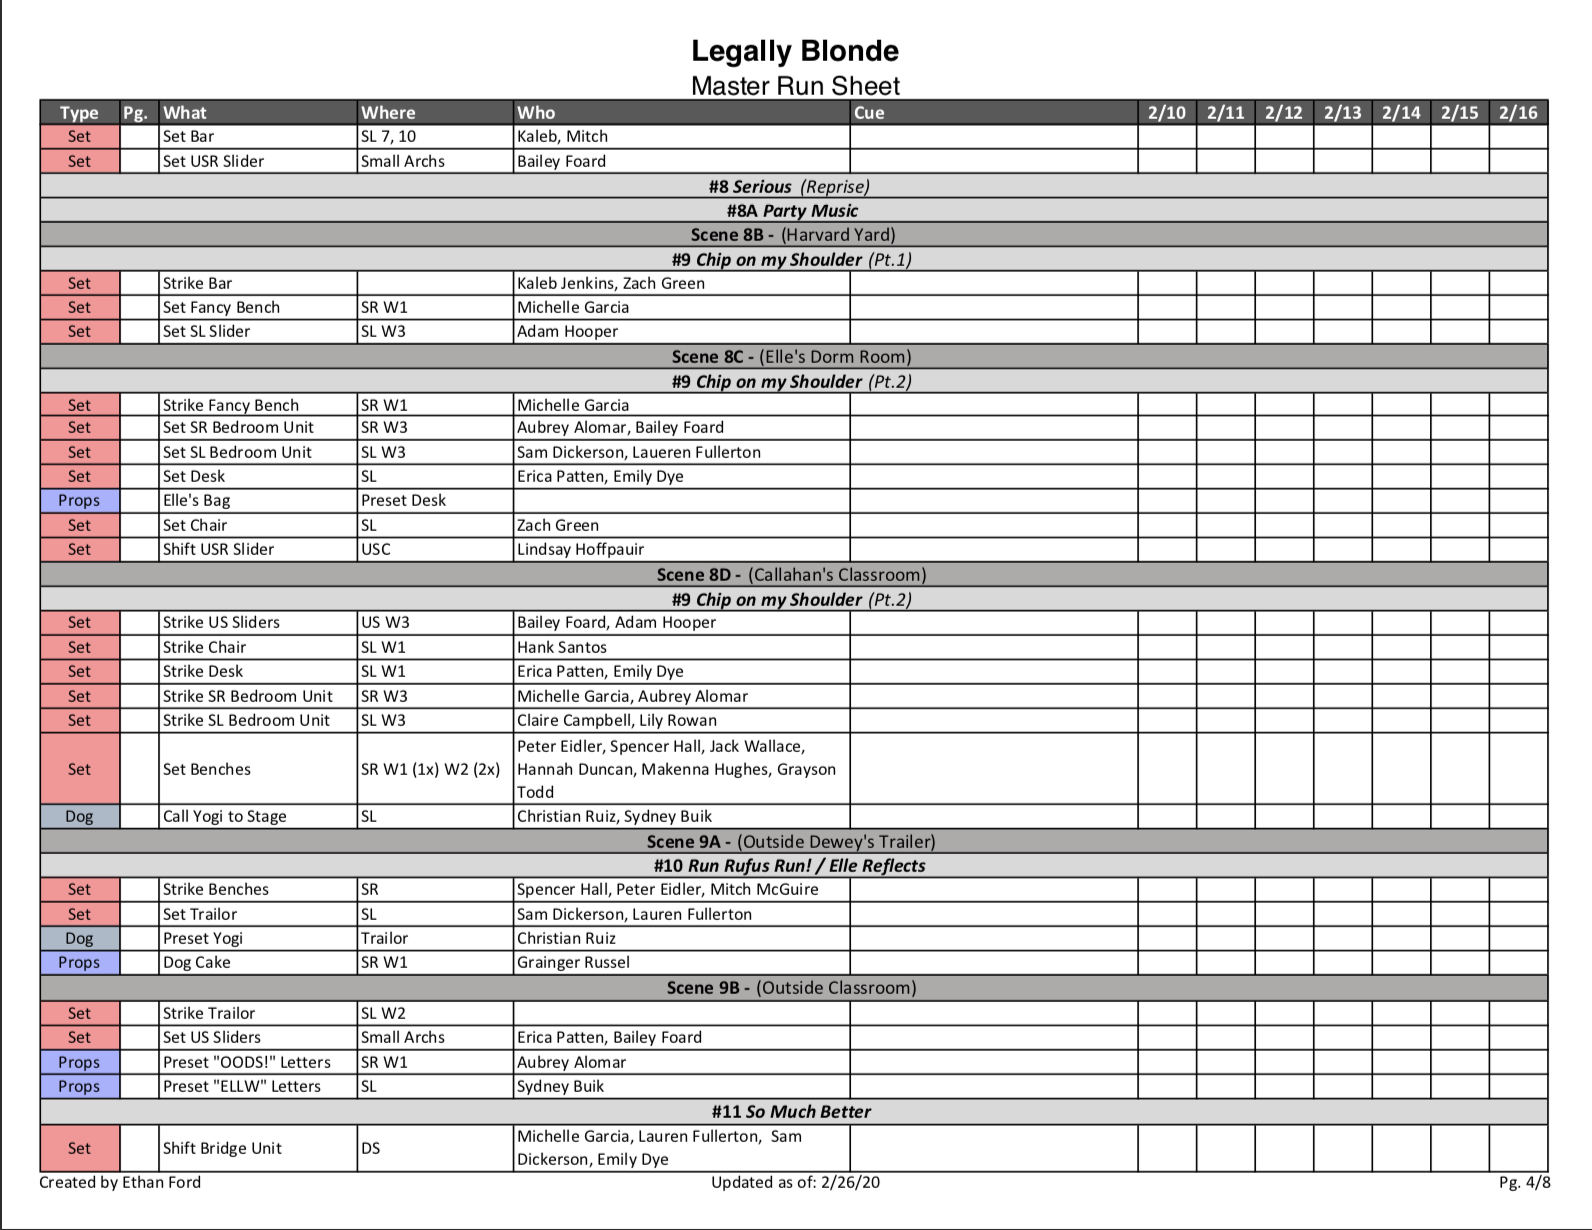 Legally Blonde
Master Run Sheet
Type Pg. What Where Who Cue 2/10 2/11 2/12 2/13 2/14 2/15 2/16
Set Set Bar SL 7, 10 Kaleb, Mitch
Set Set USR Slider Small Archs Bailey Foard
#8 Serious (Reprise)
#8A Party Music
Scene 8B - (Harvard Yard)
#9 Chip on my Shoulder (Pt.1)
Set Strike Bar Kaleb Jenkins, Zach Green
Set Set Fancy Bench SR W1 Michelle Garcia
Set Set SL Slider SL W3 Adam Hooper
Scene 8C - (Elle's Dorm Room)
#9 Chip on my Shoulder (Pt.2)
Set Strike Fancy Bench SR W1 Michelle Garcia
Set Set SR Bedroom Unit SR W3 Aubrey Alomar, Bailey Foard
Set Set SL Bedroom Unit SL W3 Sam Dickerson, Laueren Fullerton
Set Set Desk SL Erica Patten, Emily Dye
Props Elle's Bag Preset Desk
Set Set Chair SL Zach Green
Set Shift USR Slider USC Lindsay Hoffpauir
Scene 8D - (Callahan's Classroom)
#9 Chip on my Shoulder (Pt.2)
Set Strike US Sliders US W3 Bailey Foard, Adam Hooper
Set Strike Chair SL W1 Hank Santos
Set Strike Desk SL W1 Erica Patten, Emily Dye
Set Strike SR Bedroom Unit SR W3 Michelle Garcia, Aubrey Alomar
Set Strike SL Bedroom Unit SL W3 Claire Campbell, Lily Rowan
Peter Eidler, Spencer Hall, Jack Wallace,
Set Set Benches SR W1 (1x) W2 (2x) Hannah Duncan, Makenna Hughes, Grayson
Todd
Dog Call Yogi to Stage SL Christian Ruiz, Sydney Buik
Scene 9A - (Outside Dewey's Trailer)
#10 Run Rufus Run! / Elle Reflects
Set Strike Benches SR Spencer Hall, Peter Eidler, Mitch McGuire
Set Set Trailor SL Sam Dickerson, Lauren Fullerton
Dog Preset Yogi Trailor Christian Ruiz
Props Dog Cake SR W1 Grainger Russel
Scene 9B - (Outside Classroom)
Set Strike Trailor SL W2
Set Set US Sliders Small Archs Erica Patten, Bailey Foard
Props Preset "OODS!" Letters SR W1 Aubrey Alomar
Props Preset "ELLW" Letters SL Sydney Buik
#11 So Much Better
Michelle Garcia, Lauren Fullerton, Sam
Set Shift Bridge Unit DS
Dickerson, Emily Dye
Created by Ethan Ford Updated as of: 2/26/20 Pg. 4/8